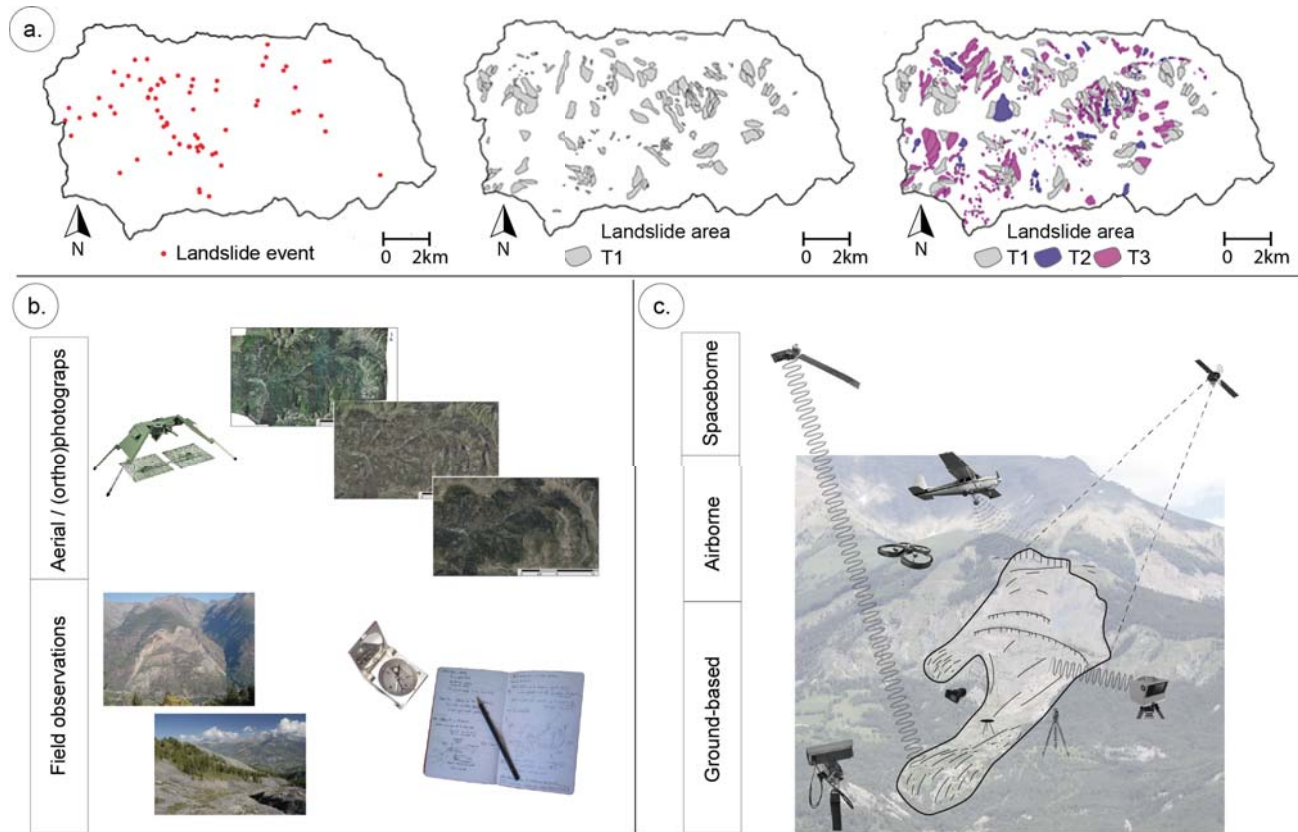 a.
N
Landslide event
0 2km
Landslide area
N
T1
0 2km
Landslide area
N
T1 T2 T3
0 2km
b.
Aerial / (ortho)photograps
Field observations
c.
Spaceborne
Airborne
Ground-based